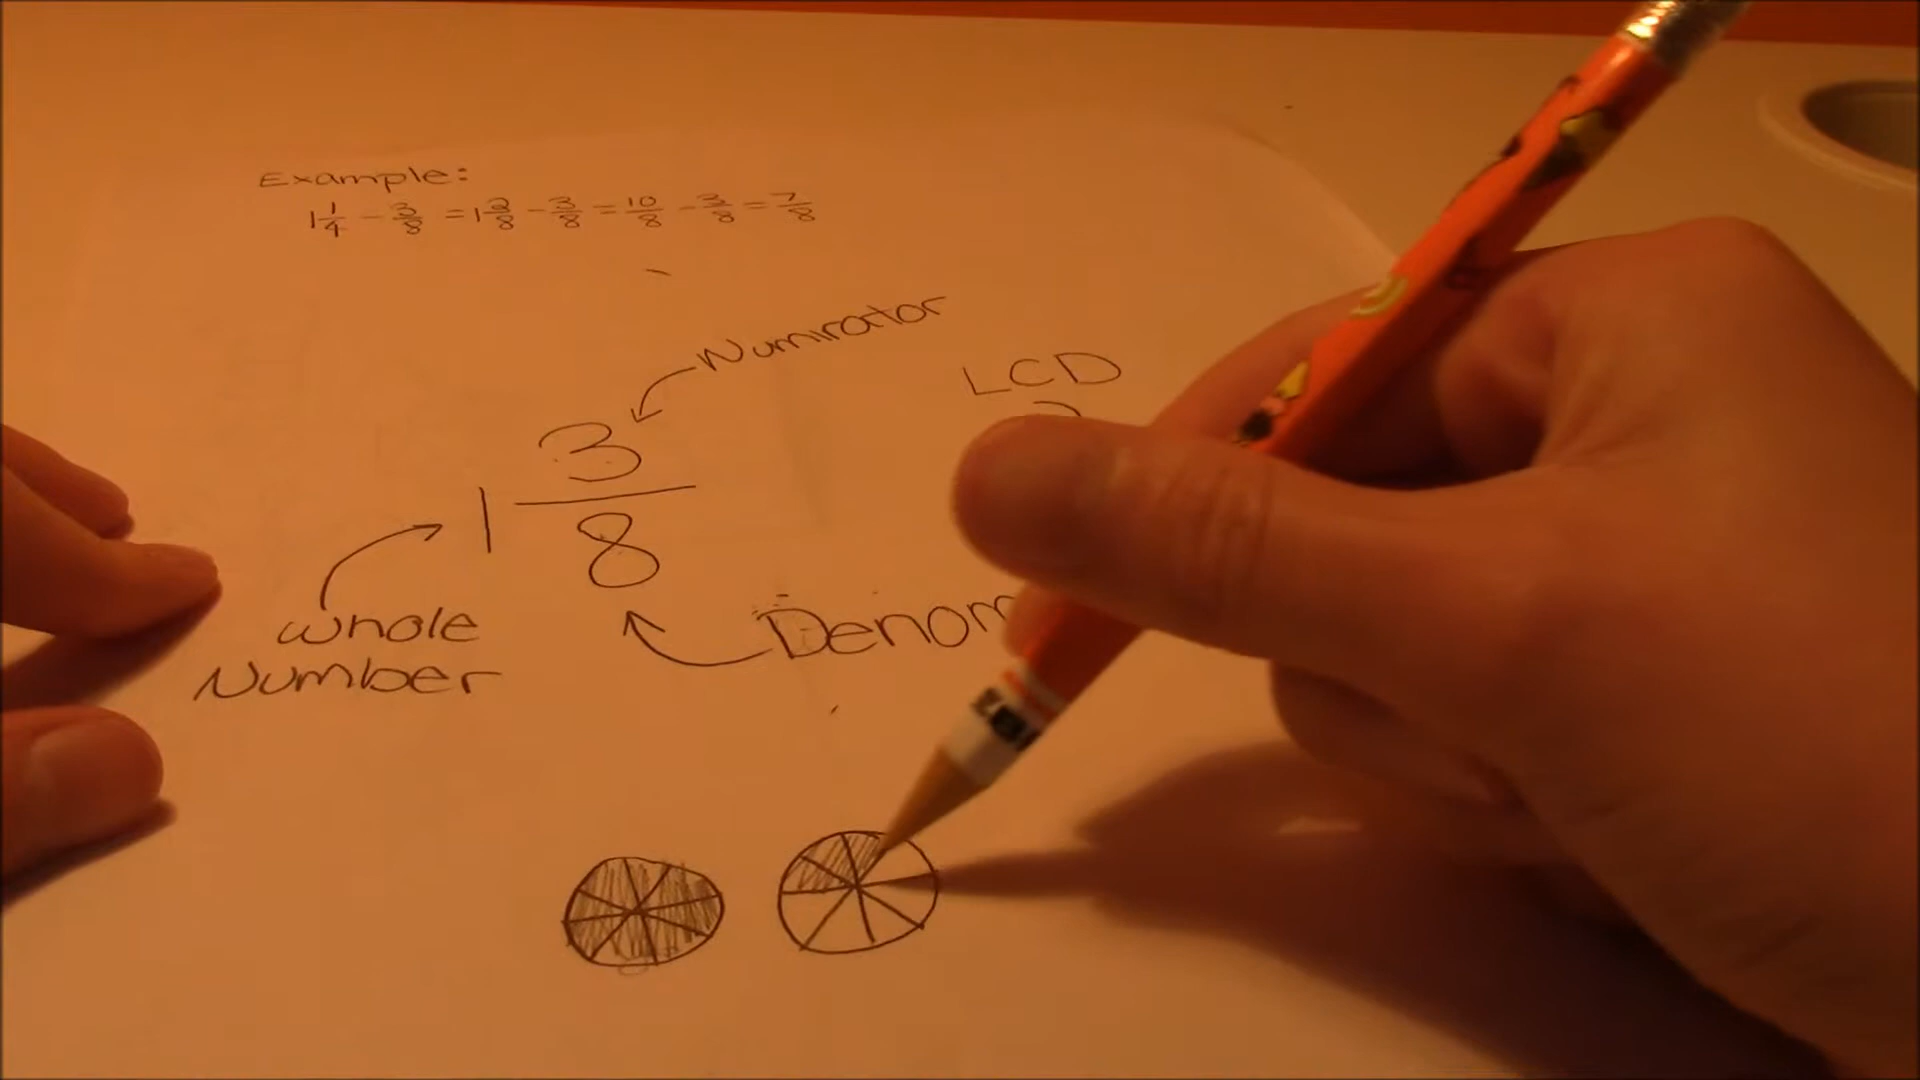 Example:
1 1/4 - 3/8 = 1 2/8 - 3/8 = 10/8 - 3/8 = 7/8
Numirator
LCD
1 3/8
Denom
Whole
Number